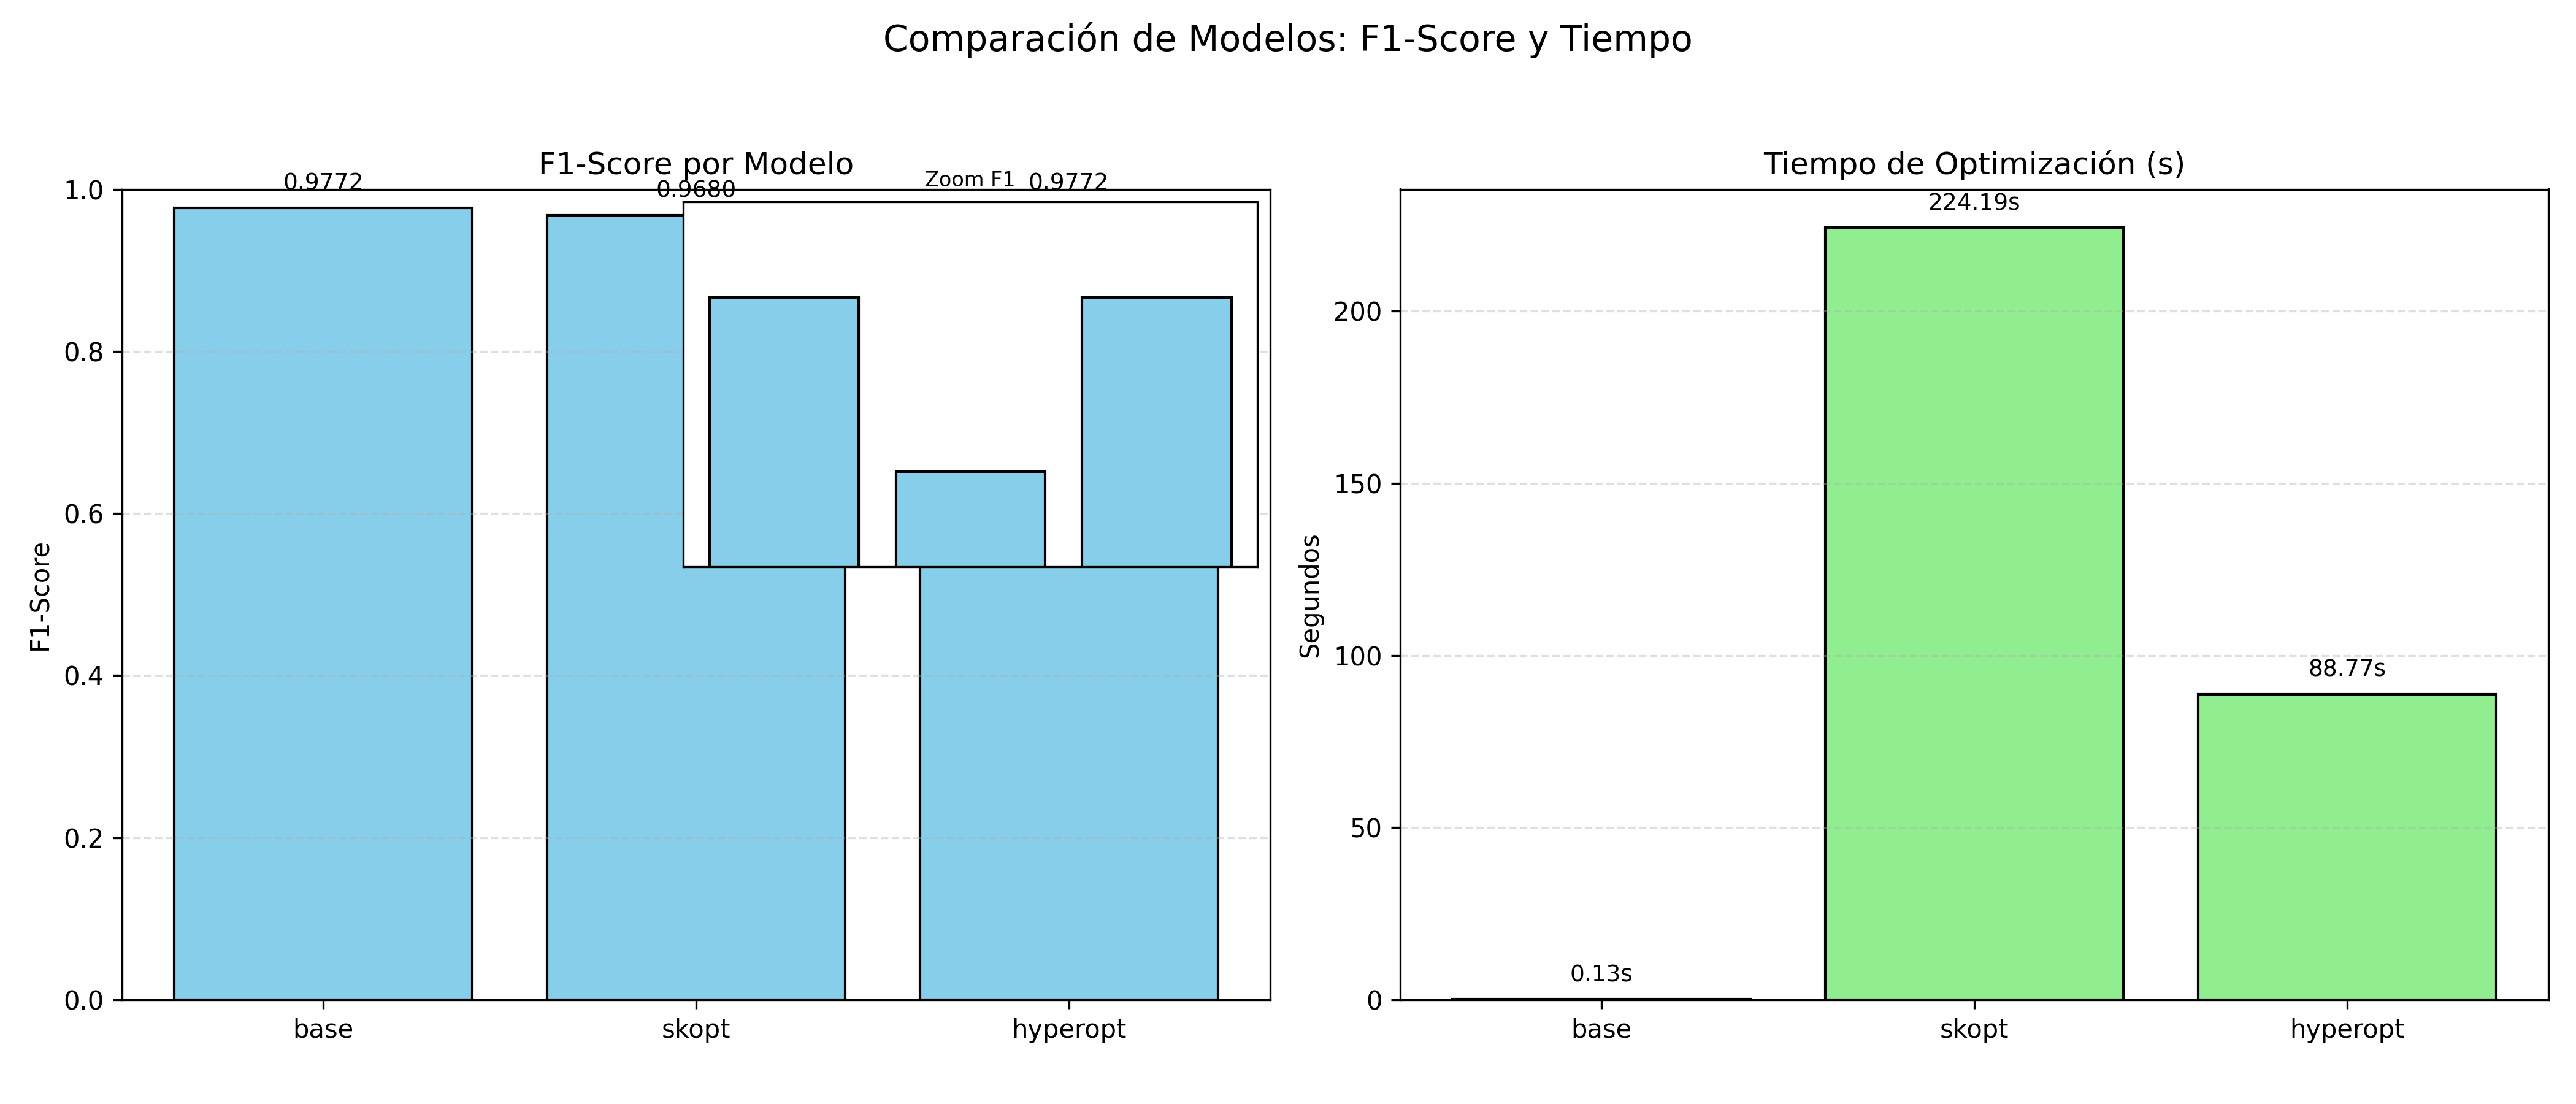 Comparación de Modelos: F1-Score y Tiempo
F1-Score por Modelo
0.9772
0.9680
Zoom F1
0.9772
1.0
0.8
0.6
0.4
0.2
0.0
F1-Score
base
skopt
hyperopt
Tiempo de Optimización (s)
224.19s
88.77s
0.13s
200
150
100
50
0
Segundos
base
skopt
hyperopt